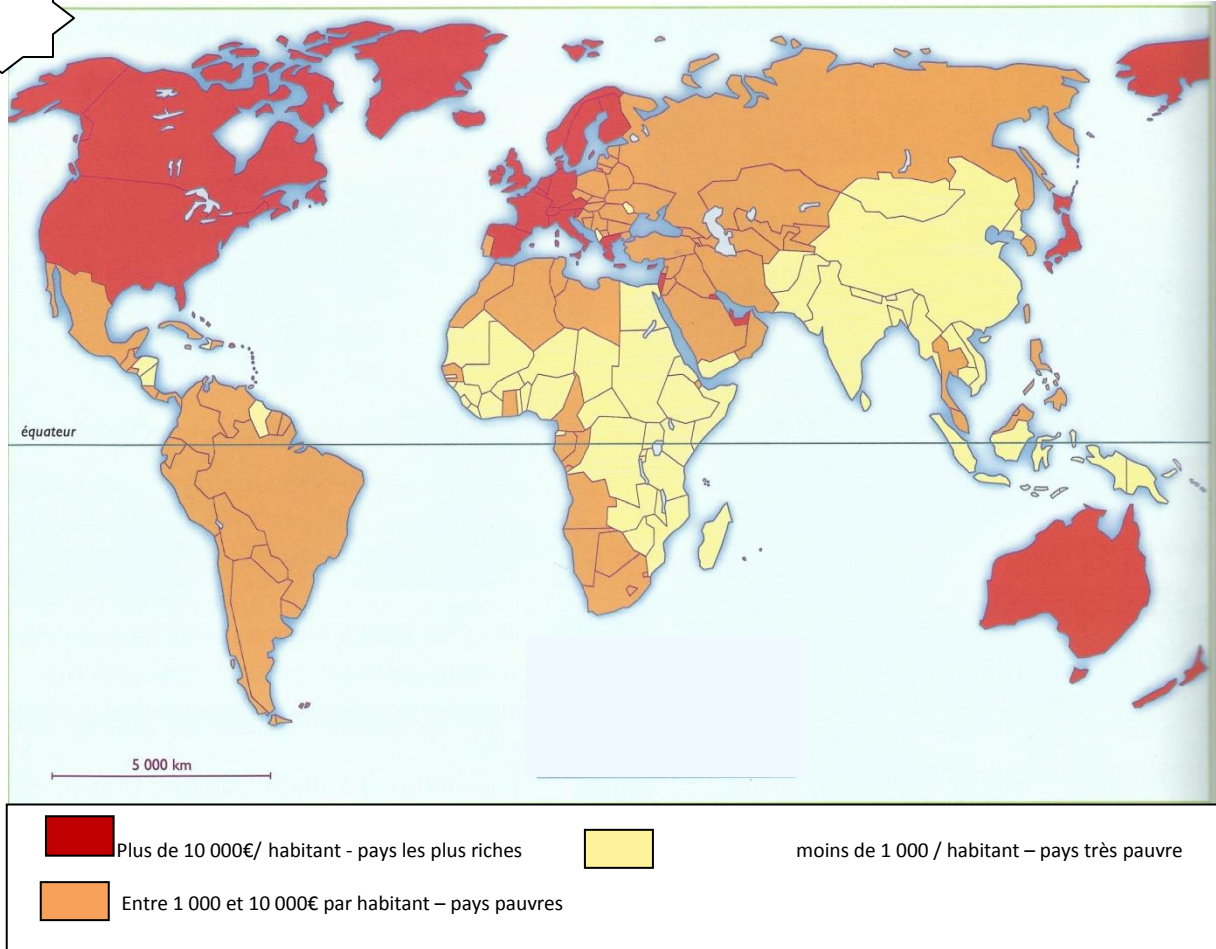 équateur
5 000 km
Plus de 10 000€/ habitant - pays les plus riches
moins de 1 000 / habitant – pays très pauvre
Entre 1 000 et 10 000€ par habitant – pays pauvres